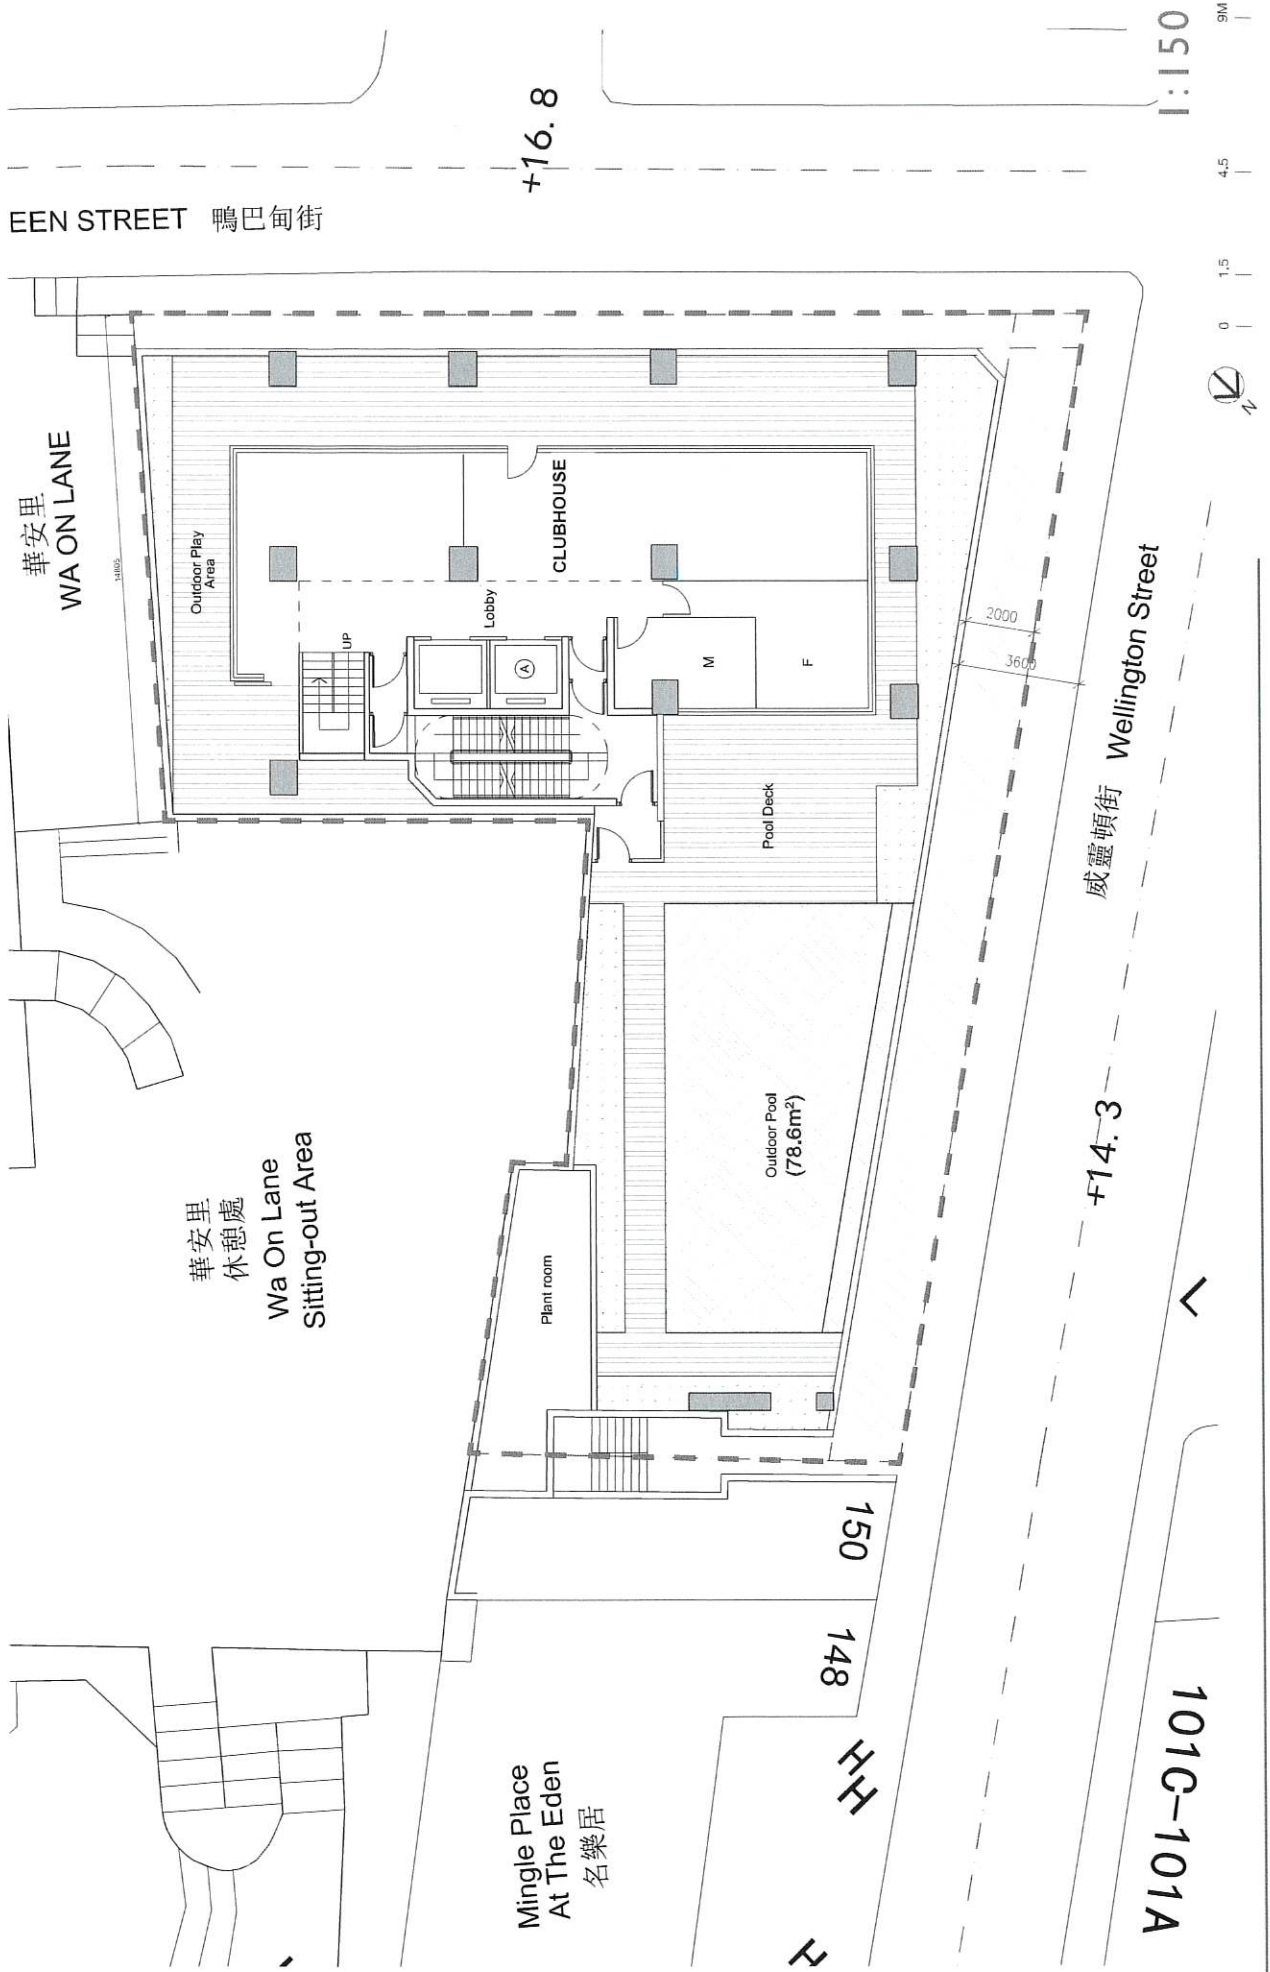 1:150
9M
4.5
1.5
0
N
+16.8
EEN STREET 鴨巴甸街
華安里
WA ON LANE
14805
Outdoor Play
Area
CLUBHOUSE
Lobby
UP
A
M
F
2000
3600
威靈頓街 Wellington Street
Pool Deck
Outdoor Pool
(78.6m²)
+14.3
華安里
休憩處
Wa On Lane
Sitting-out Area
Plant room
150
148
L
H
H
H
Mingle Place
At The Eden
名樂居
101C-101A